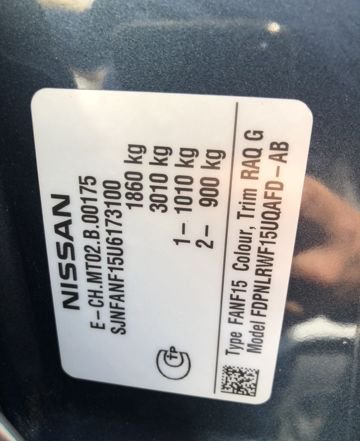 NISSAN
E-CH.MT02.B.00175
SJNFANF15U6173100
1860 kg
3010 kg
1- 1010 kg
2- 900 kg
Type FANF15 Colour, Trim RAQ G
Model FDPNLRWF15UQAFD-AB